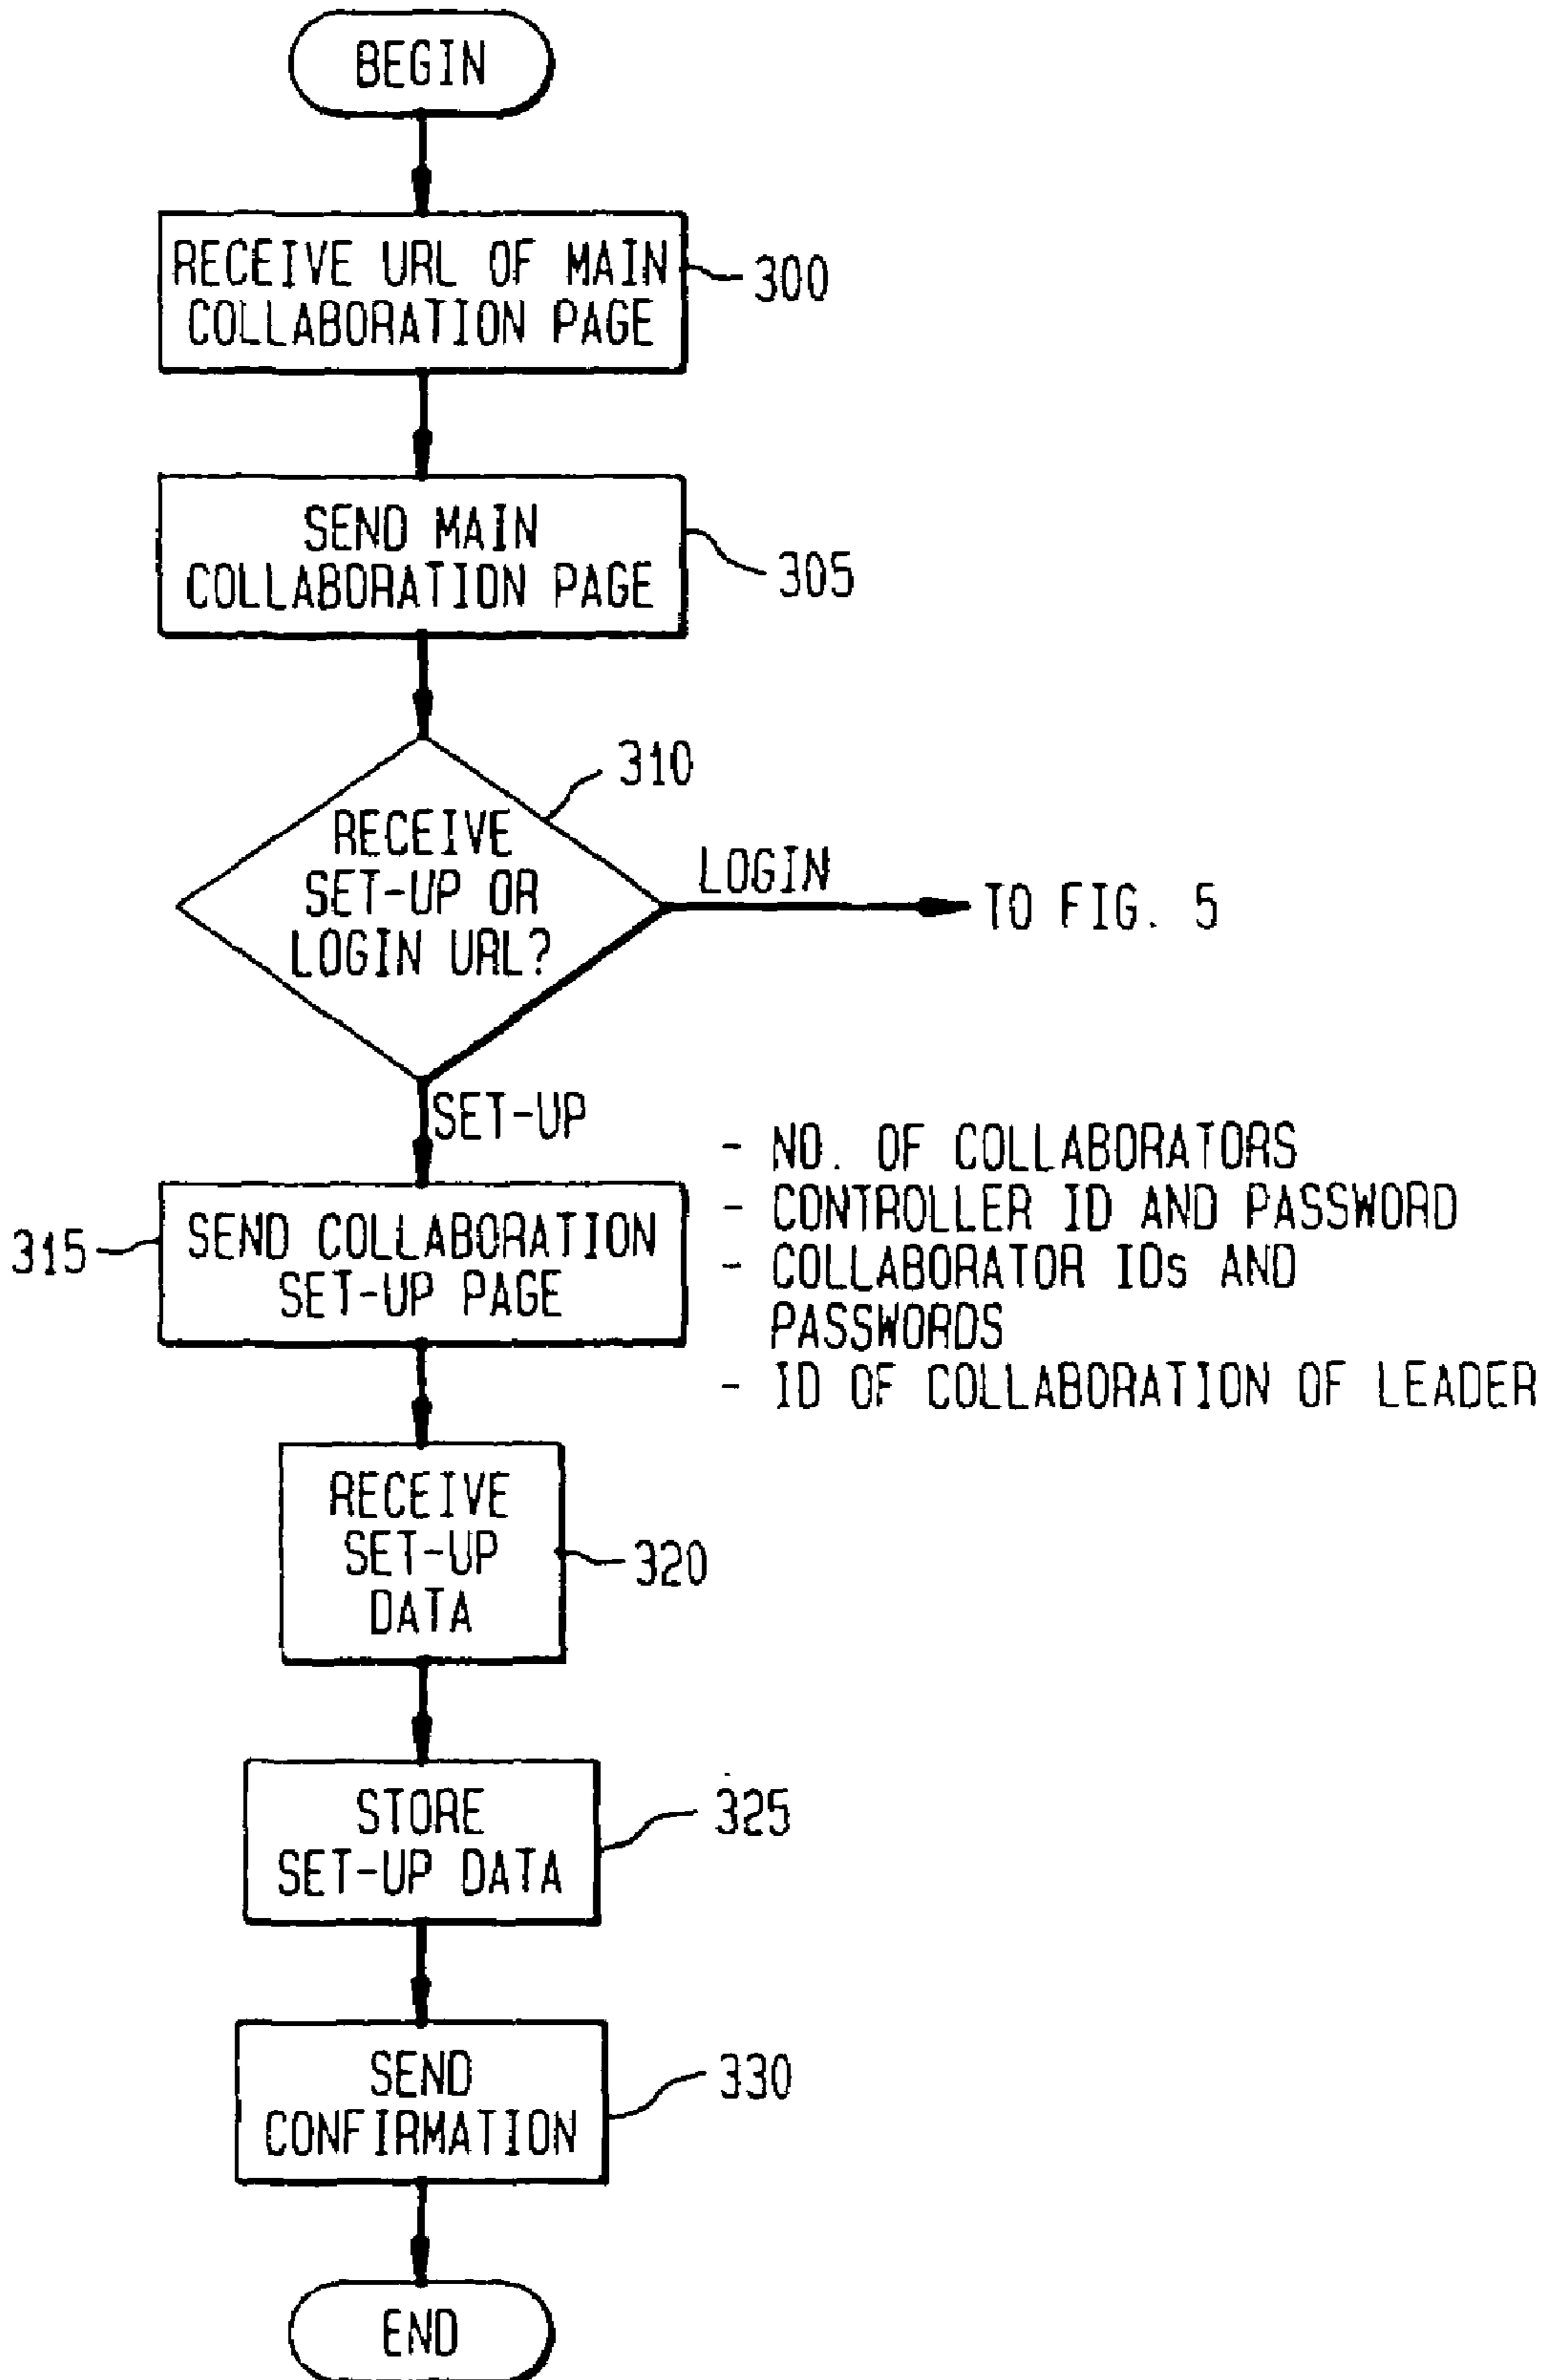 BEGIN
RECEIVE URL OF MAIN
COLLABORATION PAGE
300
SEND MAIN
COLLABORATION PAGE
305
310
RECEIVE
SET-UP OR
LOGIN URL?
LOGIN
TO FIG. 5
SET-UP
315
SEND COLLABORATION
SET-UP PAGE
- NO. OF COLLABORATORS
- CONTROLLER ID AND PASSWORD
- COLLABORATOR IDs AND
PASSWORDS
- ID OF COLLABORATION OF LEADER
RECEIVE
SET-UP
DATA
320
STORE
SET-UP DATA
325
SEND
CONFIRMATION
330
END